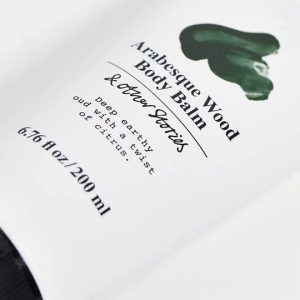 Arabesque Wood
Body Balm
& Other Stories
Deep earthy
oud with a twist
of citrus.
6.76 fl oz / 200 ml